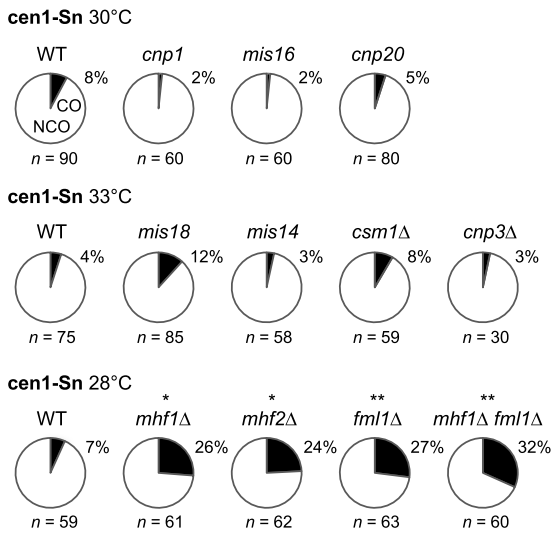 cen1-Sn 30°C
WT cnp1 mis16 cnp20
8% 2% 2% 5%
CO
NCO
n = 90 n = 60 n = 60 n = 80
cen1-Sn 33°C
WT mis18 mis14 csm1Δ cnp3Δ
4% 12% 3% 8% 3%
n = 75 n = 85 n = 58 n = 59 n = 30
cen1-Sn 28°C
* * ** **
WT mhf1Δ mhf2Δ fml1Δ mhf1Δ fml1Δ
7% 26% 24% 27% 32%
n = 59 n = 61 n = 62 n = 63 n = 60